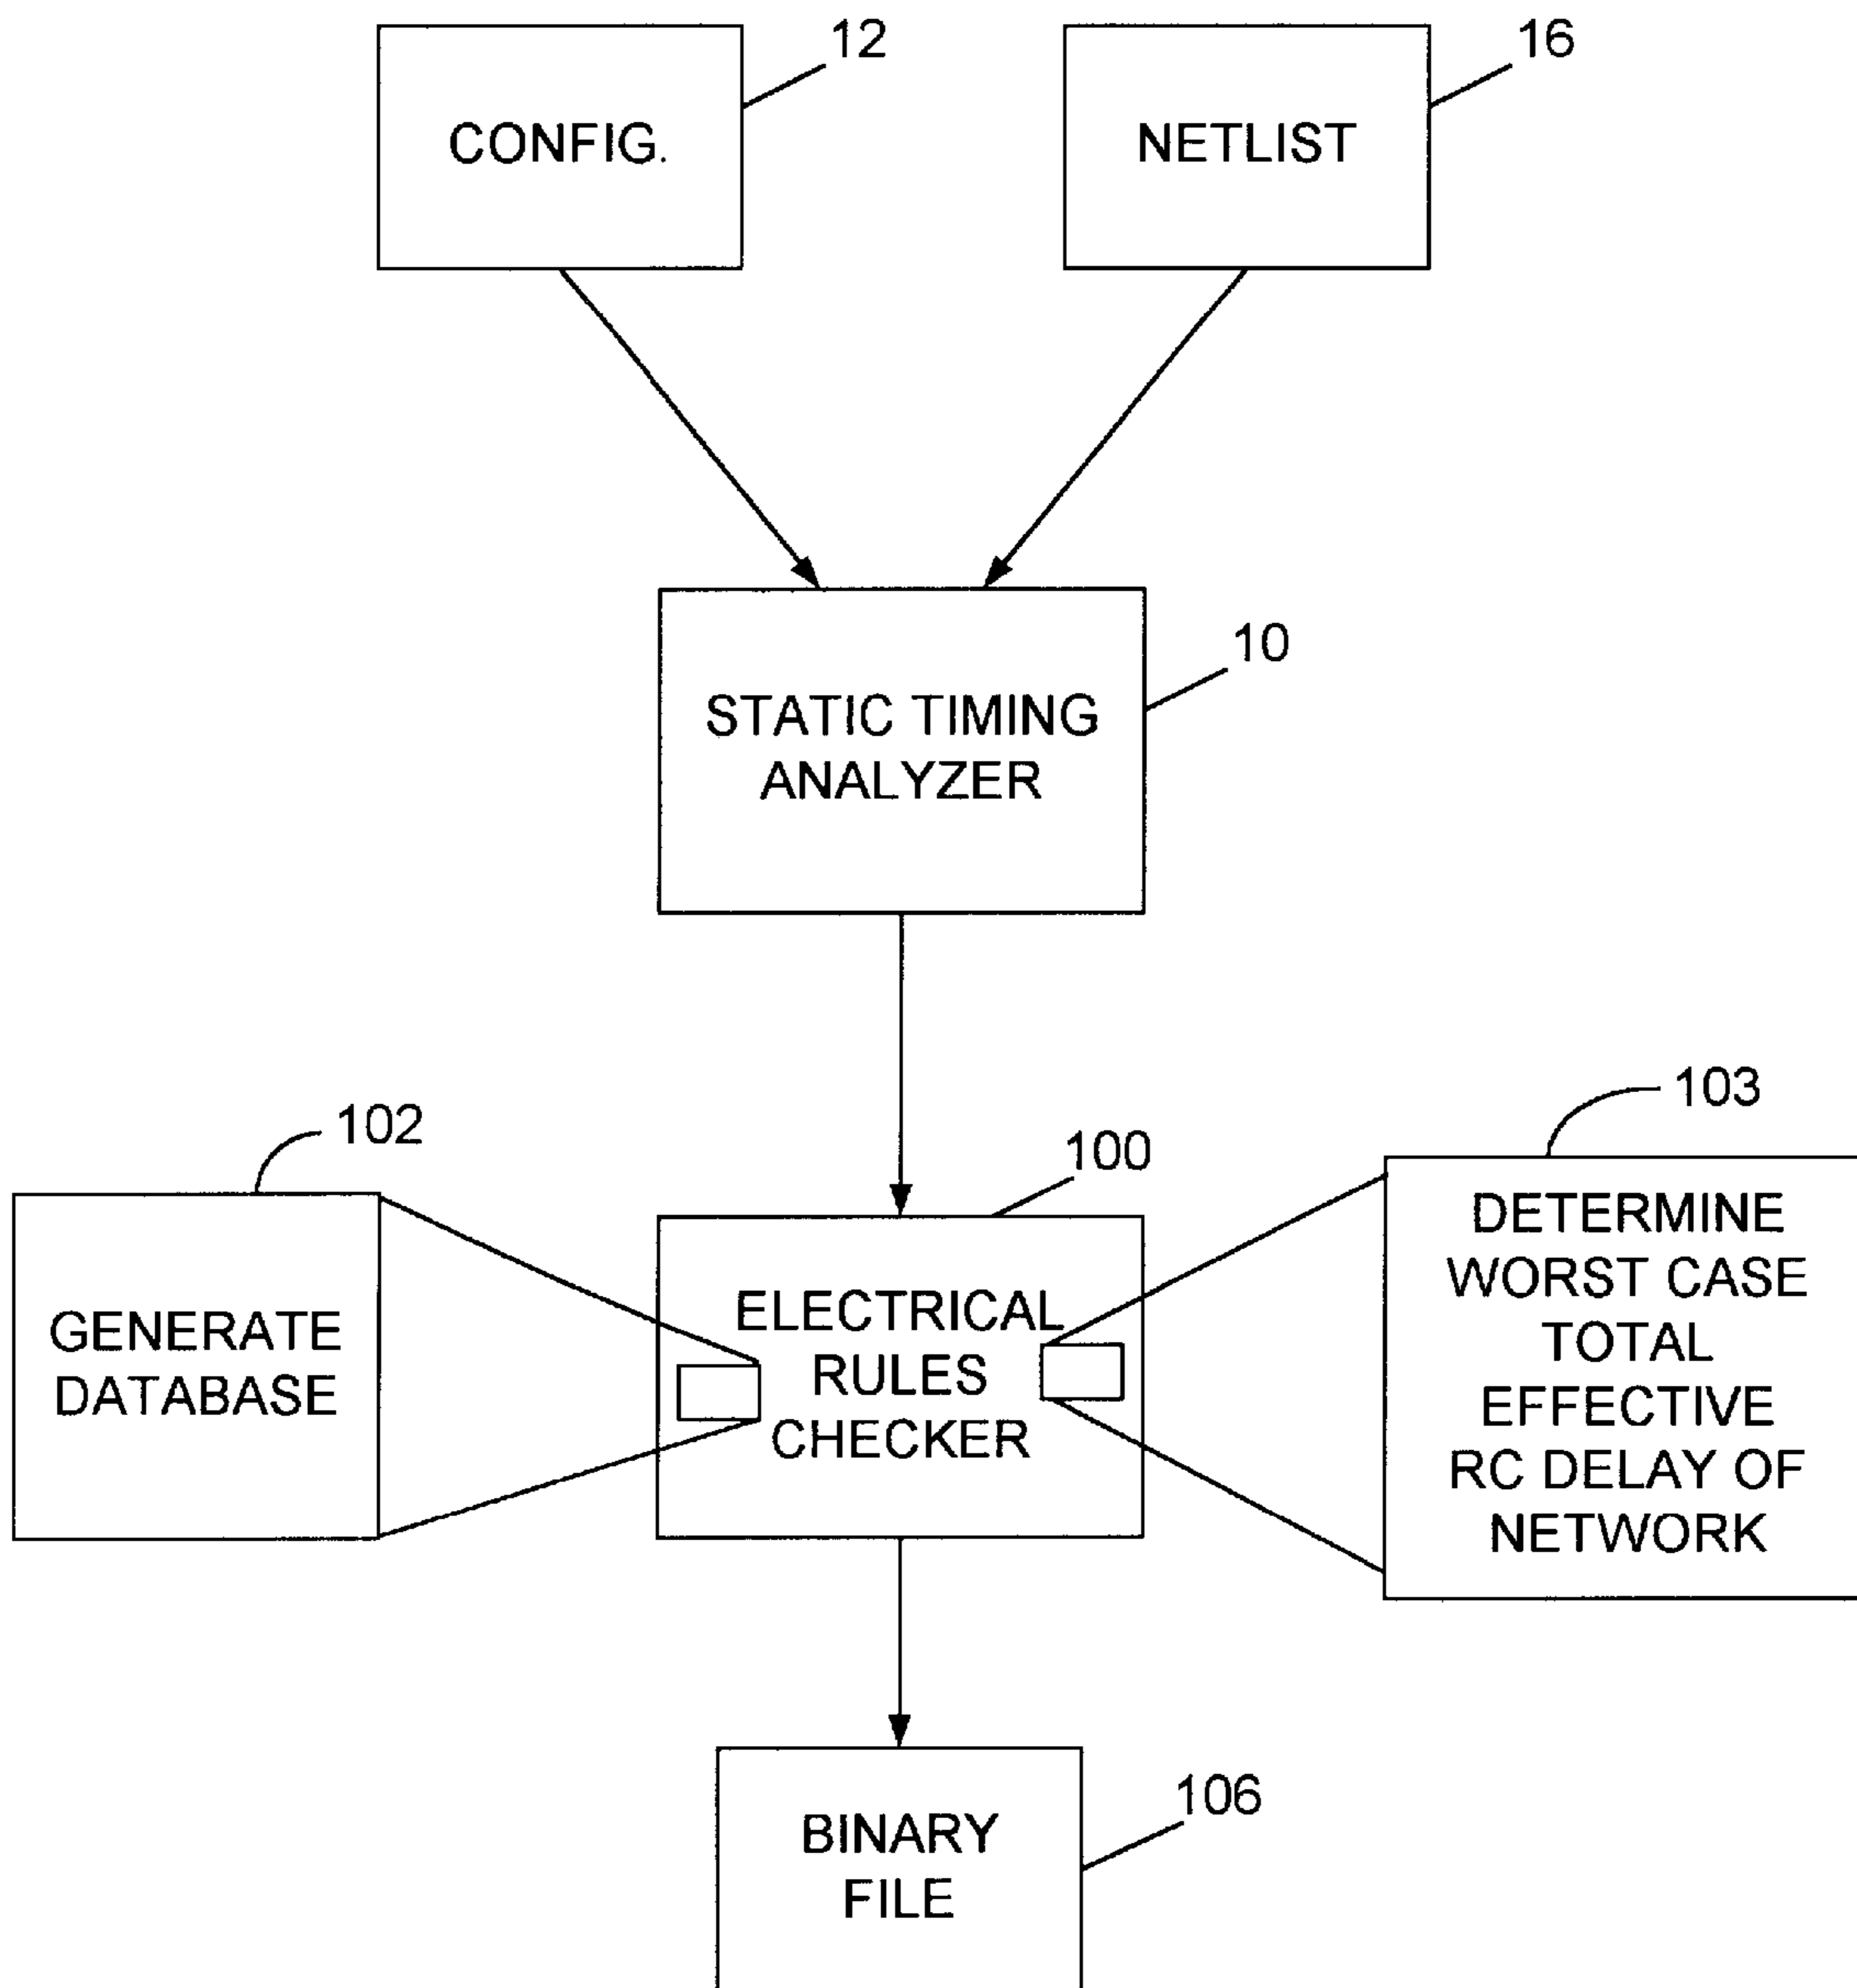 12
16
CONFIG.
NETLIST
10
STATIC TIMING
ANALYZER
102
100
103
GENERATE
DATABASE
ELECTRICAL
RULES
CHECKER
DETERMINE
WORST CASE
TOTAL
EFFECTIVE
RC DELAY OF
NETWORK
106
BINARY
FILE